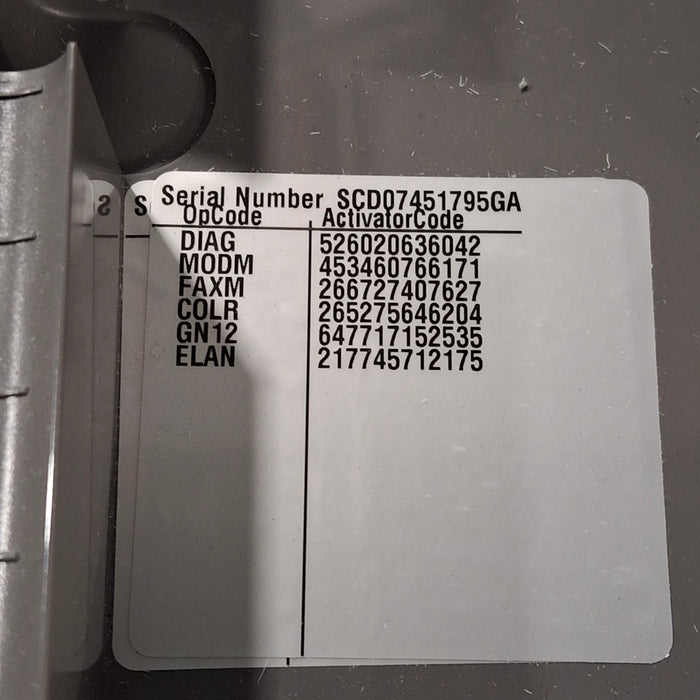 Serial Number SCD07451795GA
OpCode ActivatorCode
DIAG 526020636042
MODM 453460766171
FAXM 266727407627
COLR 265275646204
GN12 647717152535
ELAN 217745712175
S